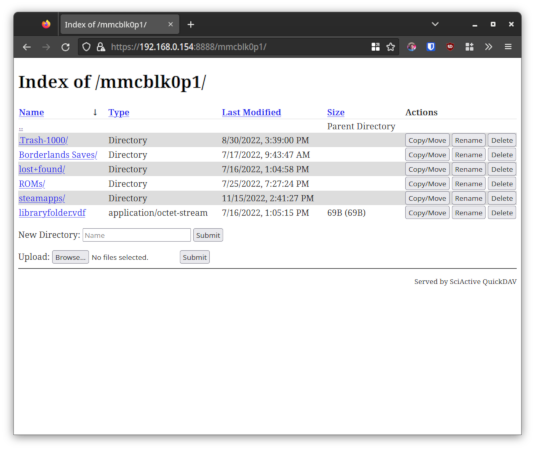 Index of /mmcblk0p1/
https://192.168.0.154:8888/mmcblk0p1/
Index of /mmcblk0p1/
Name ↓ Type Last Modified Size Actions
.. Parent Directory
.Trash-1000/ Directory 8/30/2022, 3:39:00 PM Copy/Move Rename Delete
Borderlands Saves/ Directory 7/17/2022, 9:43:47 AM Copy/Move Rename Delete
lost+found/ Directory 7/16/2022, 1:04:58 PM Copy/Move Rename Delete
ROMs/ Directory 7/25/2022, 7:27:24 PM Copy/Move Rename Delete
steamapps/ Directory 11/15/2022, 2:41:27 PM Copy/Move Rename Delete
libraryfolder.vdf application/octet-stream 7/16/2022, 1:05:15 PM 69B (69B) Copy/Move Rename Delete
New Directory: Name Submit
Upload: Browse... No files selected. Submit
Served by SciActive QuickDAV